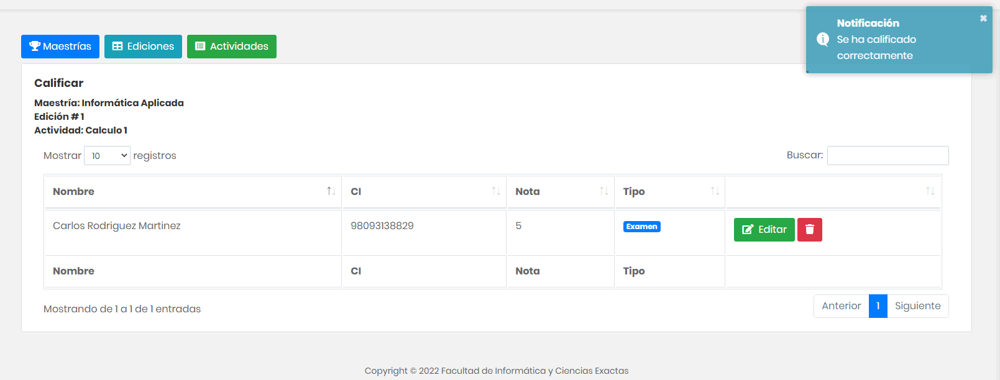 Notificación
Se ha calificado
correctamente
Maestrías Ediciones Actividades
Calificar
Maestría: Informática Aplicada
Edición # 1
Actividad: Calculo 1
Mostrar 10 registros Buscar:
Nombre CI Nota Tipo
Carlos Rodriguez Martinez 98093138829 5 Examen Editar
Nombre CI Nota Tipo
Mostrando de 1 a 1 de 1 entradas Anterior 1 Siguiente
Copyright © 2022 Facultad de Informática y Ciencias Exactas